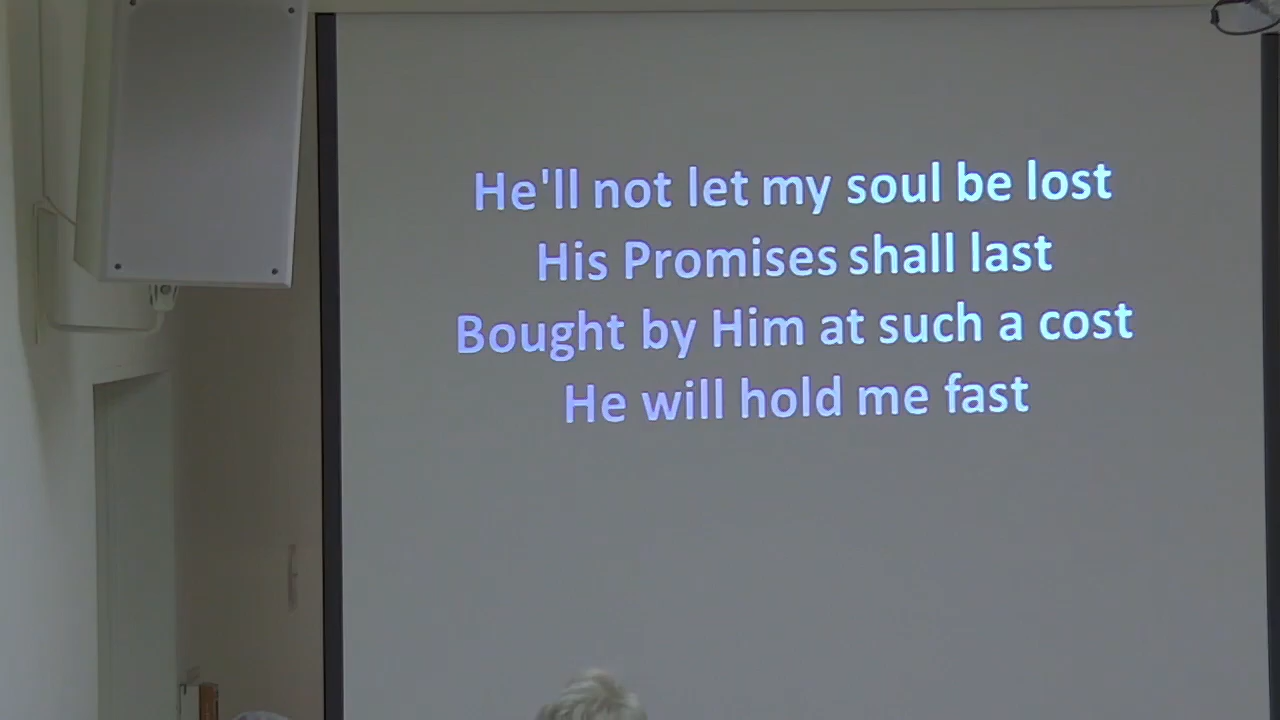 He'll not let my soul be lost
His Promises shall last
Bought by Him at such a cost
He will hold me fast